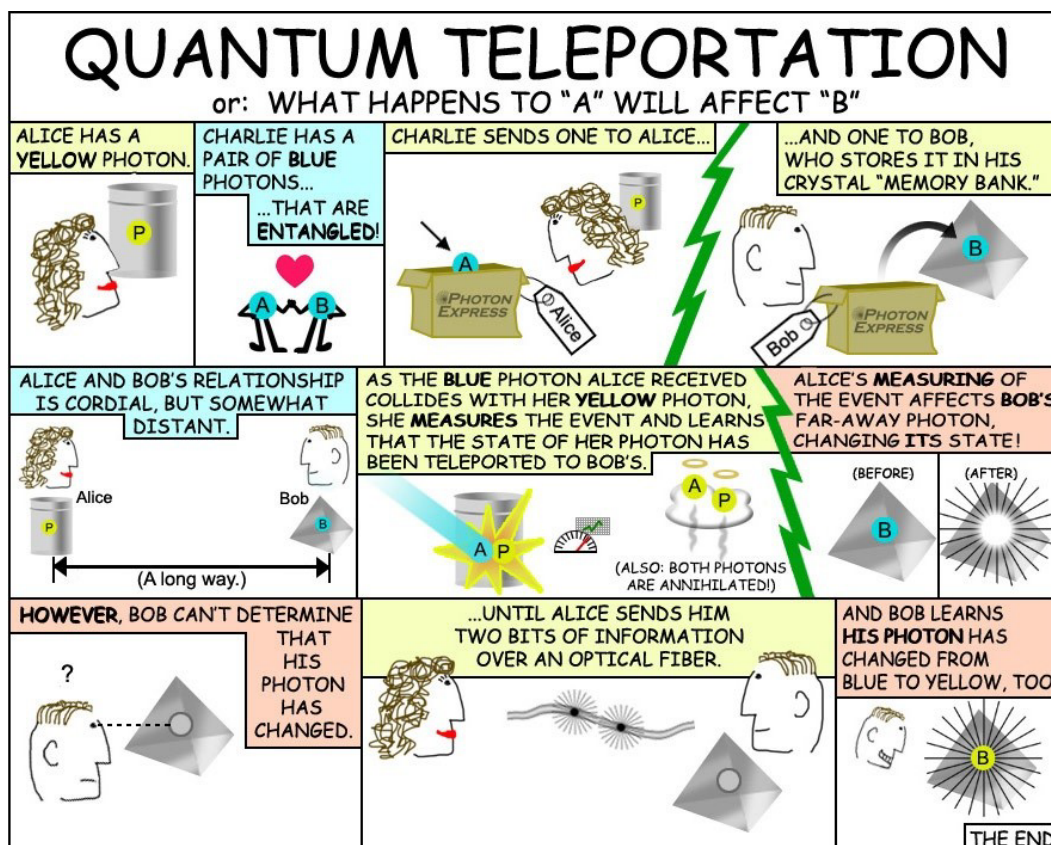 QUANTUM TELEPORTATION
or: WHAT HAPPENS TO "A" WILL AFFECT "B"
ALICE HAS A
YELLOW PHOTON.
P
CHARLIE HAS A
PAIR OF BLUE
PHOTONS...
...THAT ARE
ENTANGLED!
A B
CHARLIE SENDS ONE TO ALICE...
P
A
PHOTON
EXPRESS
Alice
...AND ONE TO BOB,
WHO STORES IT IN HIS
CRYSTAL "MEMORY BANK."
B
PHOTON
EXPRESS
Bob
ALICE AND BOB'S RELATIONSHIP
IS CORDIAL, BUT SOMEWHAT
DISTANT.
Alice
Bob
P
B
(A long way.)
AS THE BLUE PHOTON ALICE RECEIVED
COLLIDES WITH HER YELLOW PHOTON,
SHE MEASURES THE EVENT AND LEARNS
THAT THE STATE OF HER PHOTON HAS
BEEN TELEPORTED TO BOB'S.
A P
A
P
(ALSO: BOTH PHOTONS
ARE ANNIHILATED!)
ALICE'S MEASURING OF
THE EVENT AFFECTS BOB'S
FAR-AWAY PHOTON,
CHANGING ITS STATE!
(BEFORE)
B
(AFTER)
HOWEVER, BOB CAN'T DETERMINE
THAT
HIS
PHOTON
HAS
CHANGED.
?
...UNTIL ALICE SENDS HIM
TWO BITS OF INFORMATION
OVER AN OPTICAL FIBER.
AND BOB LEARNS
HIS PHOTON HAS
CHANGED FROM
BLUE TO YELLOW, TOO
B
THE END